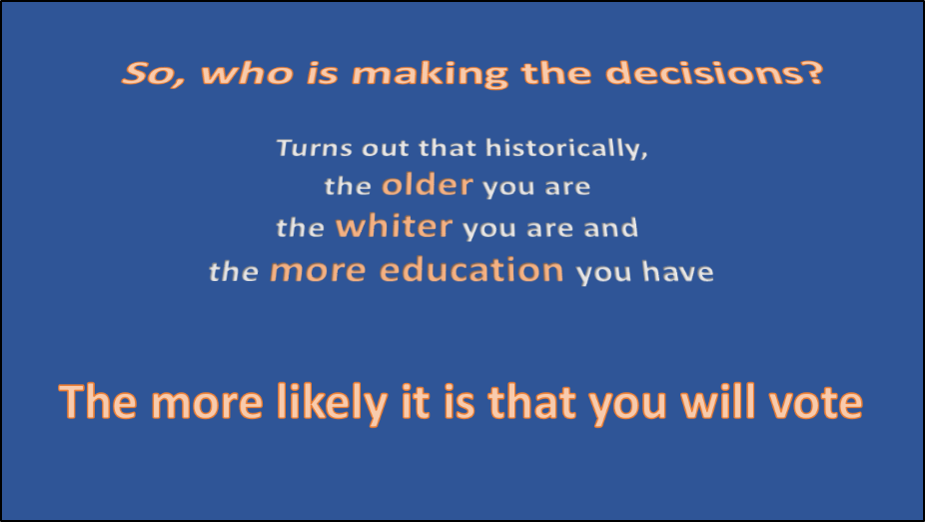 So, who is making the decisions?
Turns out that historically,
the older you are
the whiter you are and
the more education you have
The more likely it is that you will vote